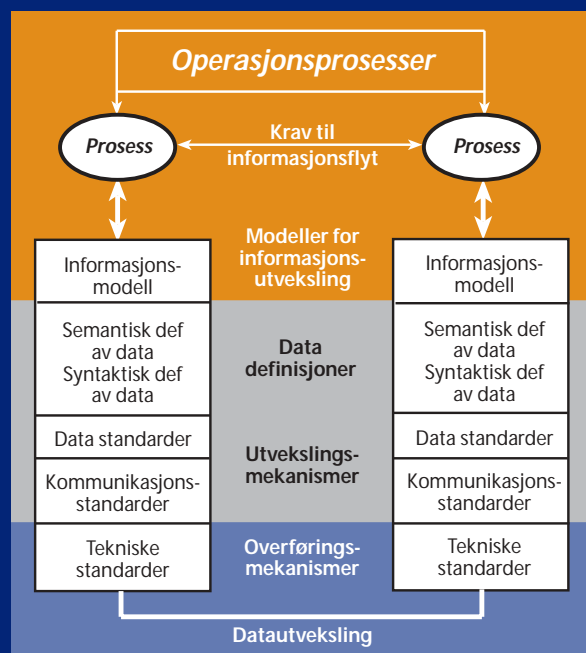 Operasjonsprosesser
Prosess
Krav til
informasjonsflyt
Prosess
Informasjons-
modell
Semantisk def
av data
Syntaktisk def
av data
Data standarder
Kommunikasjons-
standarder
Tekniske
standarder
Modeller for
informasjons-
utveksling
Data
definisjoner
Utvekslings-
mekanismer
Overførings-
mekanismer
Informasjons-
modell
Semantisk def
av data
Syntaktisk def
av data
Data standarder
Kommunikasjons-
standarder
Tekniske
standarder
Datautveksling